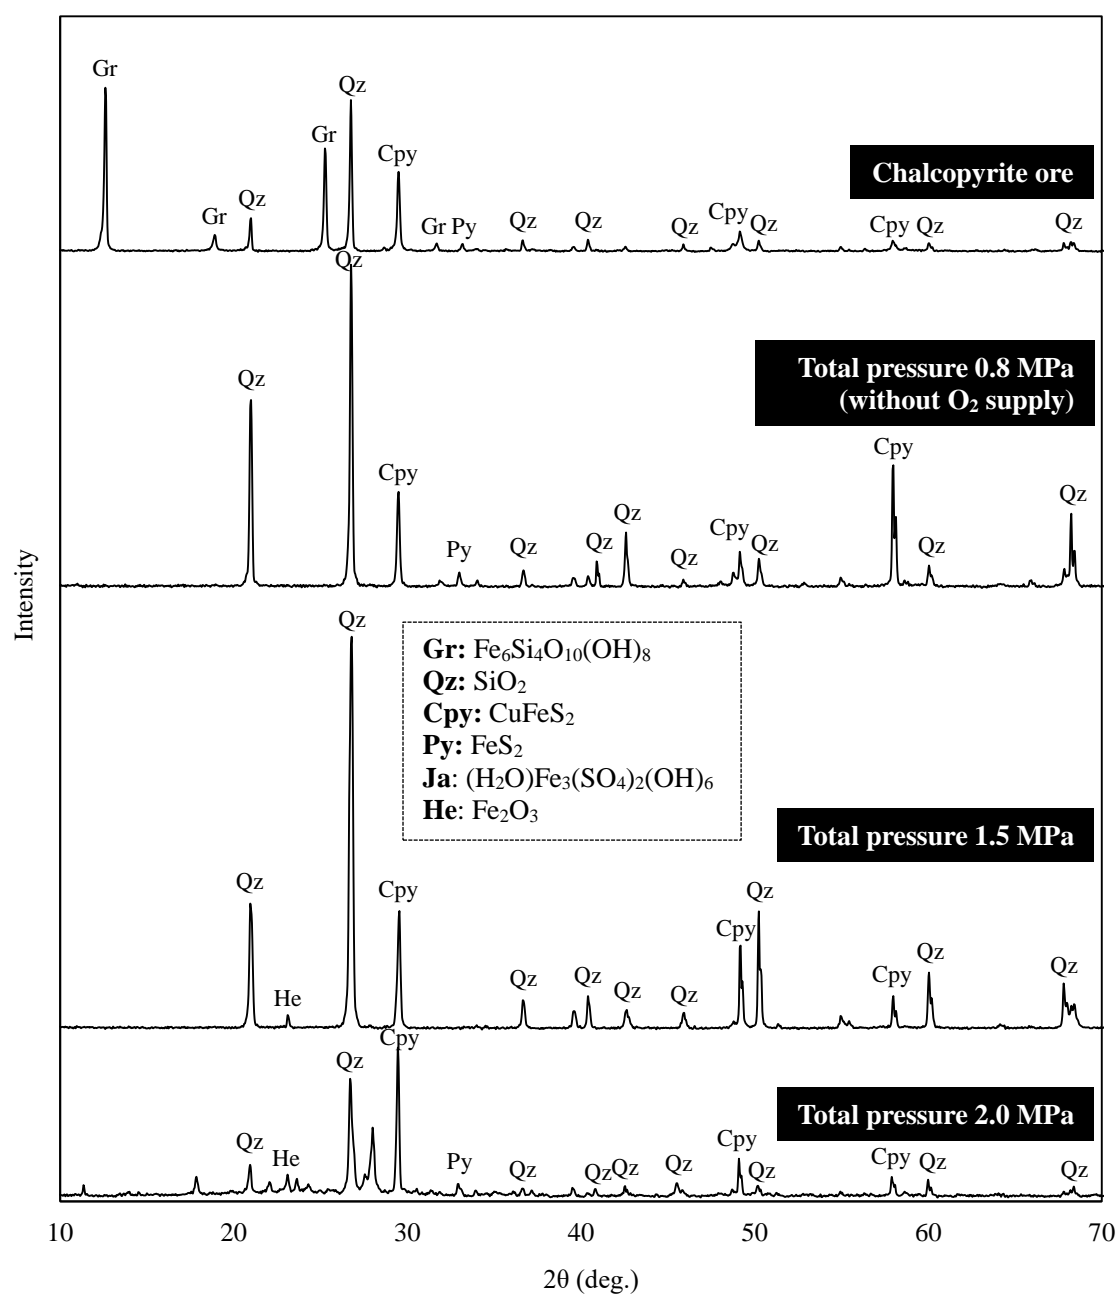 Gr
Qz
Gr
Cpy
Chalcopyrite ore
Gr
Qz
Gr
Py
Qz
Qz
Qz
Cpy
Qz
Cpy
Qz
Qz
Qz
Total pressure 0.8 MPa
(without O₂ supply)
Qz
Cpy
Py
Qz
Qz
Qz
Qz
Cpy
Qz
Cpy
Qz
Qz
Intensity
Qz
Gr: Fe₆Si₄O₁₀(OH)₈
Qz: SiO₂
Cpy: CuFeS₂
Py: FeS₂
Ja: (H₂O)Fe₃(SO₄)₂(OH)₆
He: Fe₂O₃
Total pressure 1.5 MPa
Qz
He
Cpy
Qz
Qz
Qz
Qz
Cpy
Qz
Cpy
Qz
Qz
Cpy
Qz
Total pressure 2.0 MPa
Qz
He
Py
Qz
Qz
Qz
Qz
Cpy
Qz
Cpy
Qz
Qz
10 20 30 40 50 60 70
2θ (deg.)